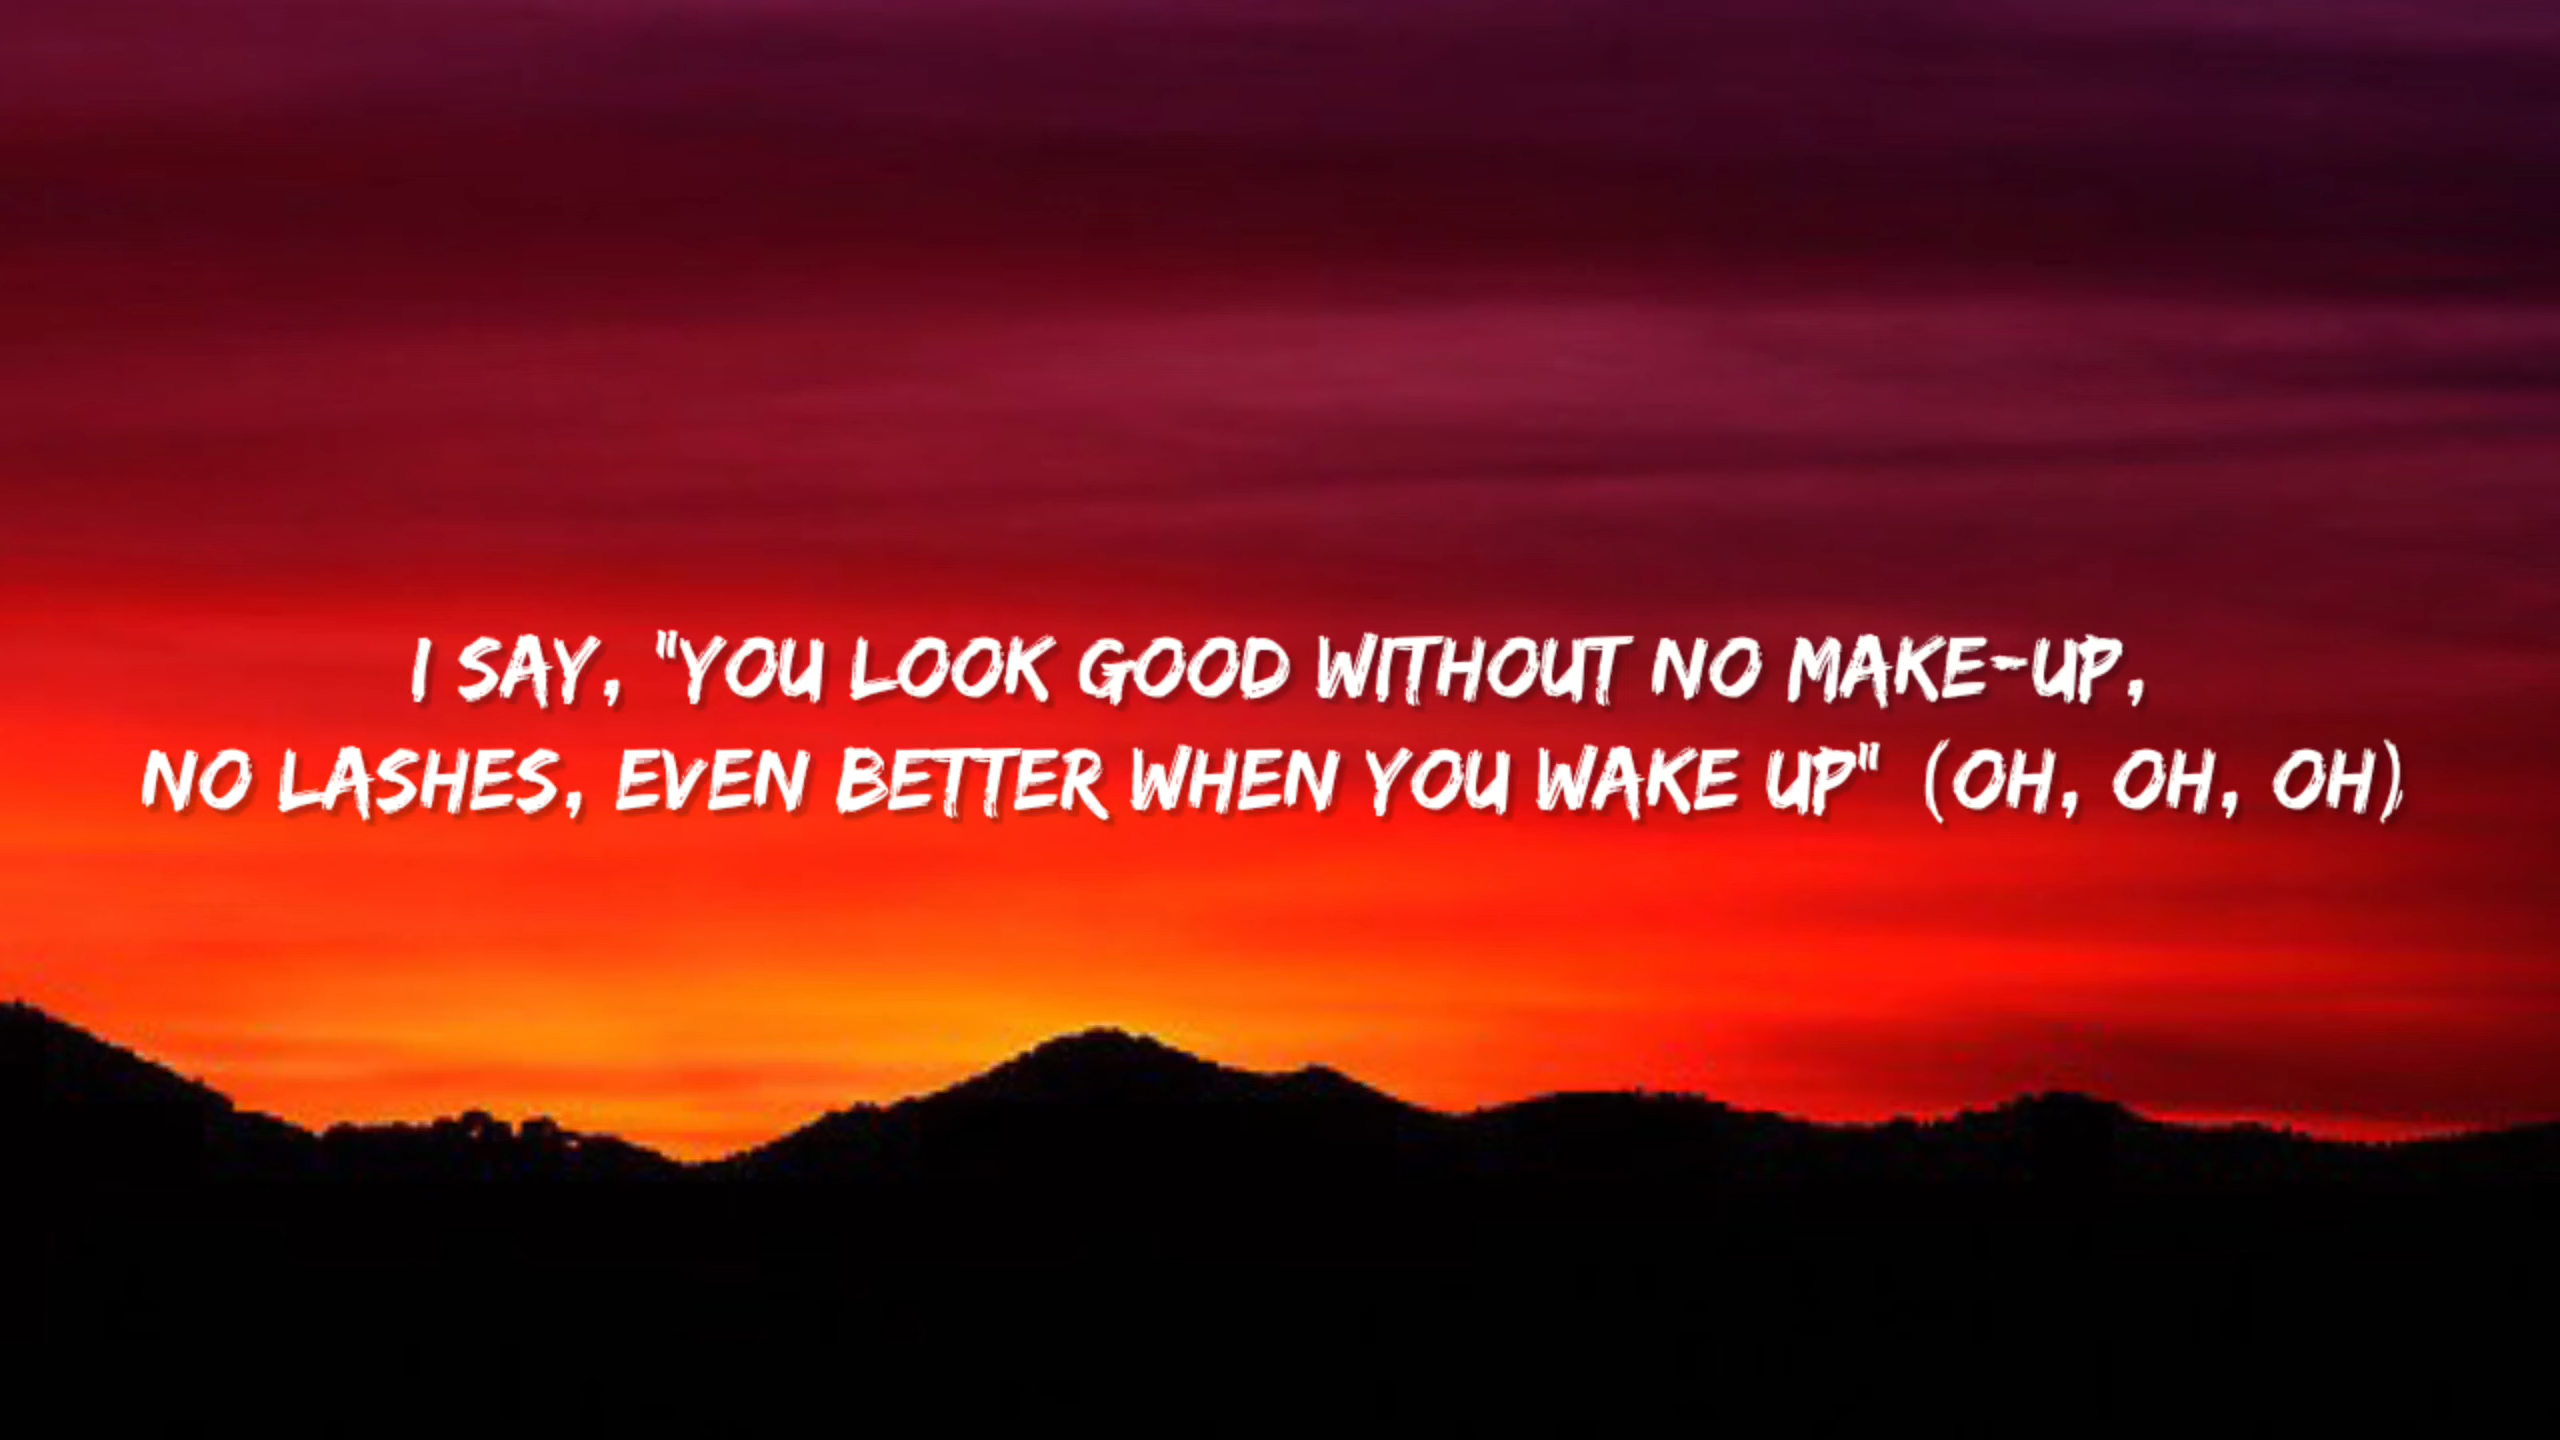 I SAY, "YOU LOOK GOOD WITHOUT NO MAKE-UP,
NO LASHES, EVEN BETTER WHEN YOU WAKE UP" (OH, OH, OH)